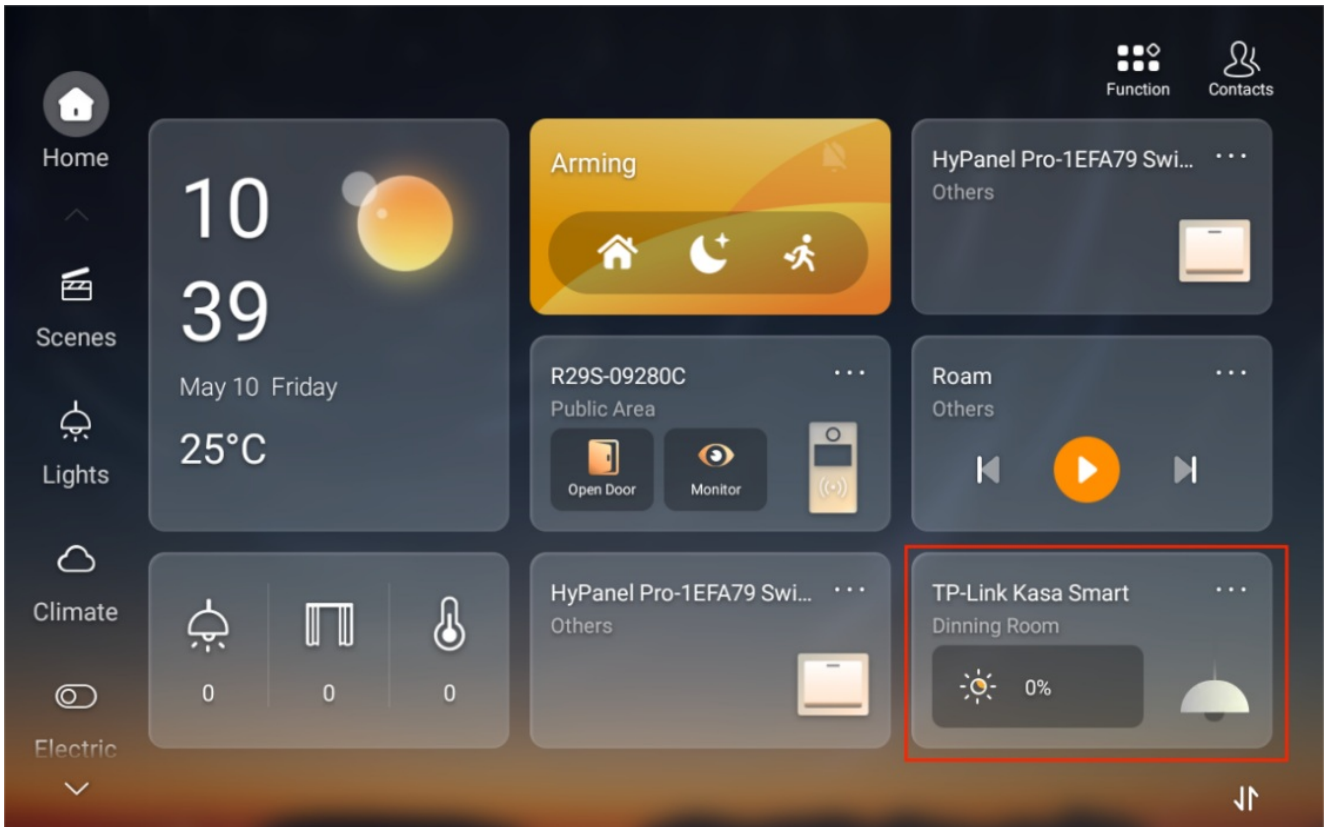 Function
Contacts
Home
Scenes
Lights
Climate
Electric
10
39
May 10 Friday
25°C
0
0
0
Arming
R29S-09280C
Public Area
Open Door
Monitor
HyPanel Pro-1EFA79 Swi...
Others
HyPanel Pro-1EFA79 Swi...
Others
Roam
Others
TP-Link Kasa Smart
Dinning Room
0%